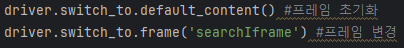 driver.switch_to.default_content() #프레임 초기화
driver.switch_to.frame('searchIframe') #프레임 변경